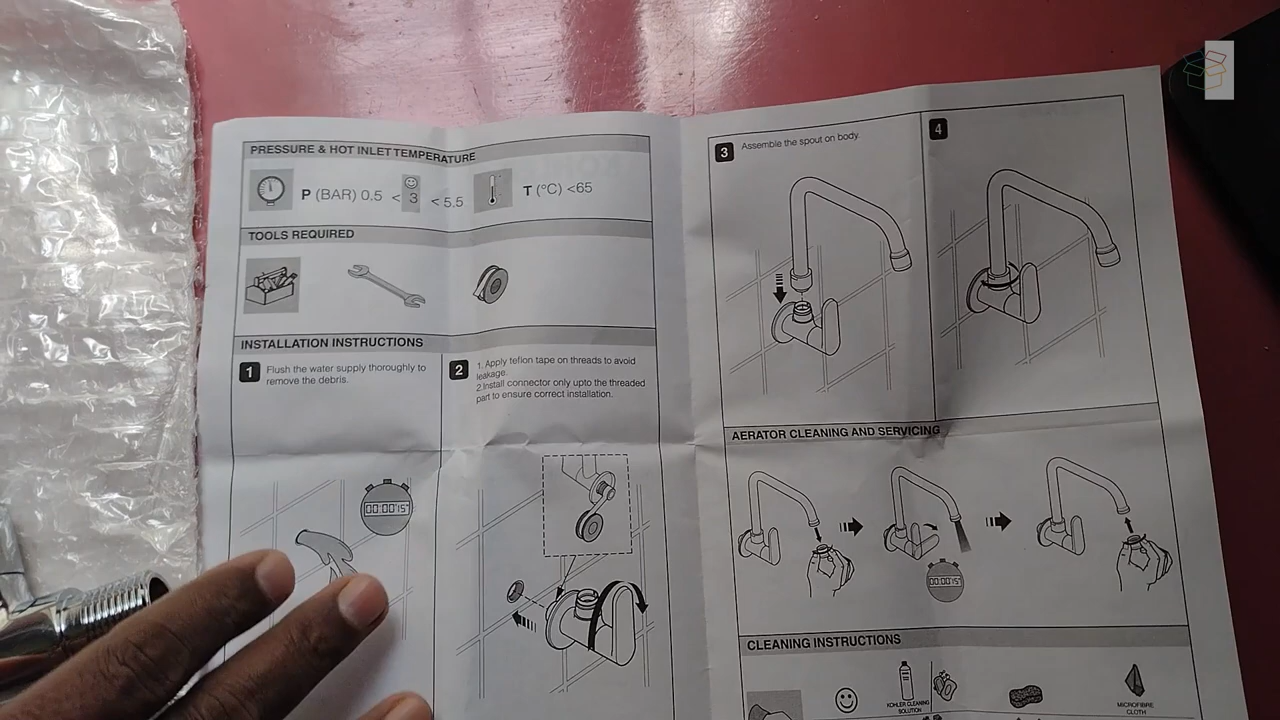 PRESSURE & HOT INLET TEMPERATURE
P (BAR) 0.5 < 3 < 5.5
T (°C) <65
TOOLS REQUIRED
INSTALLATION INSTRUCTIONS
1 Flush the water supply thoroughly to
remove the debris.
00:00'15"
2 1. Apply teflon tape on threads to avoid
leakage.
2.Install connector only upto the threaded
part to ensure correct installation.
3 Assemble the spout on body.
4
AERATOR CLEANING AND SERVICING
00:00'15"
CLEANING INSTRUCTIONS
KOHLER CLEANING
SOLUTION
MICROFIBRE
CLOTH